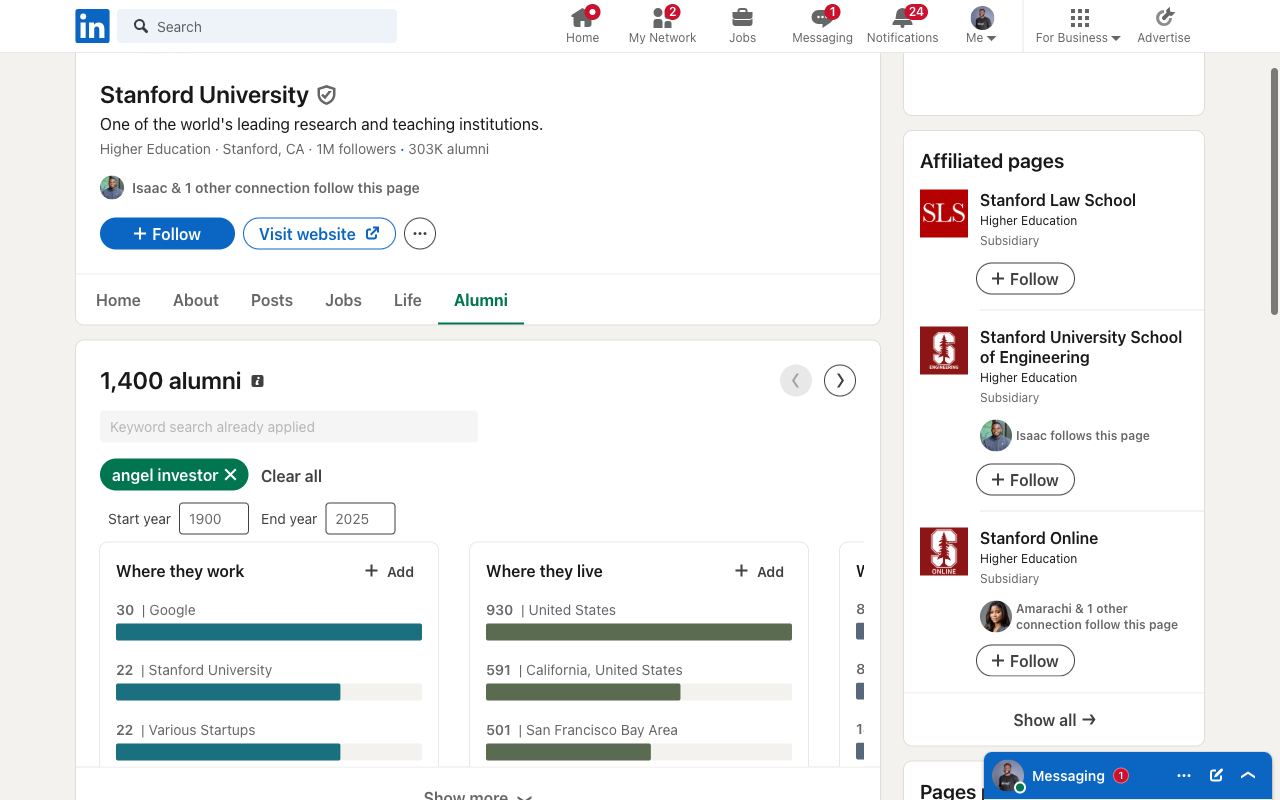 in
Search
Home
My Network
2
Jobs
Messaging
1
Notifications
24
Me
For Business
Advertise
Stanford University
One of the world's leading research and teaching institutions.
Higher Education · Stanford, CA · 1M followers · 303K alumni
Isaac & 1 other connection follow this page
+ Follow
Visit website
...
Home
About
Posts
Jobs
Life
Alumni
1,400 alumni
Keyword search already applied
angel investor
Clear all
Start year
1900
End year
2025
Where they work
+ Add
30 | Google
22 | Stanford University
22 | Various Startups
Where they live
+ Add
930 | United States
591 | California, United States
501 | San Francisco Bay Area
8
8
Show more
Affiliated pages
SLS
Stanford Law School
Higher Education
Subsidiary
+ Follow
ENGINEERING
Stanford University School
of Engineering
Higher Education
Subsidiary
Isaac follows this page
+ Follow
ONLINE
Stanford Online
Higher Education
Subsidiary
Amarachi & 1 other
connection follow this page
+ Follow
Show all →
Pages
Messaging
1
...